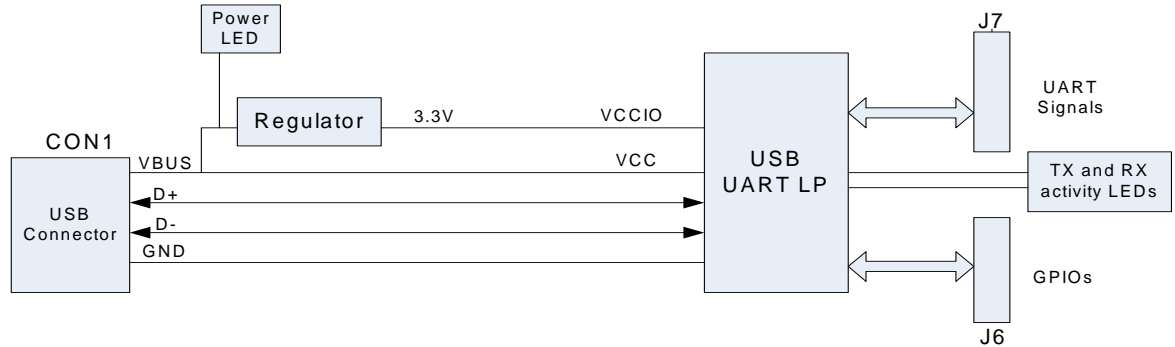 Power
LED
J7
Regulator
3.3V
VCCIO
UART
Signals
CON1
VBUS
VCC
USB
UART LP
TX and RX
activity LEDs
D+
USB
Connector
D-
GND
GPIOs
J6